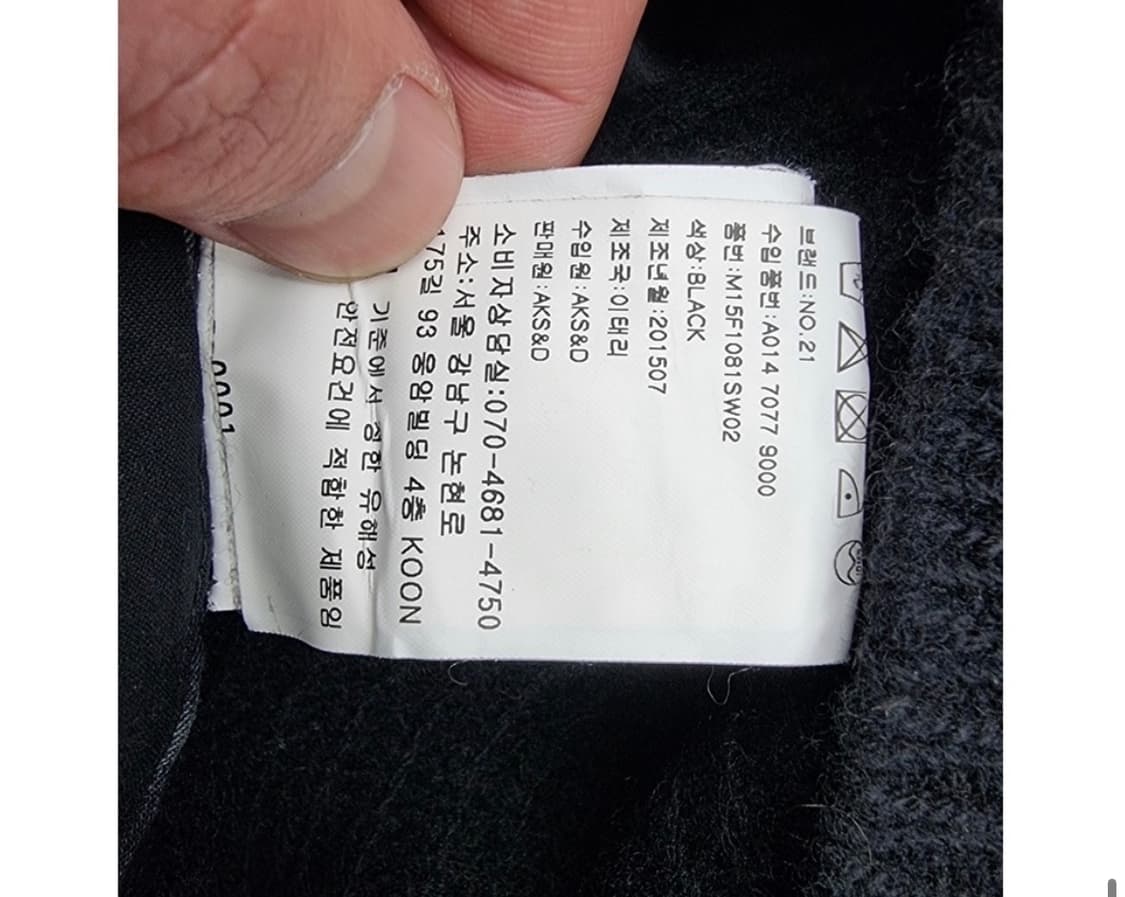 브랜드:NO.21
수입품번:A014 7077 9000
품번:M15F1081SW02
색상:BLACK
제조년월:201507
제조국:이태리
수입원:AKS&D
판매원:AKS&D
소비자상담실:070-4681-4750
주소:서울 강남구 논현로
175길 93 웅암빌딩 4층 KOON
기준에서 정한 유해성
안전요건에 적합한 제품임
0001